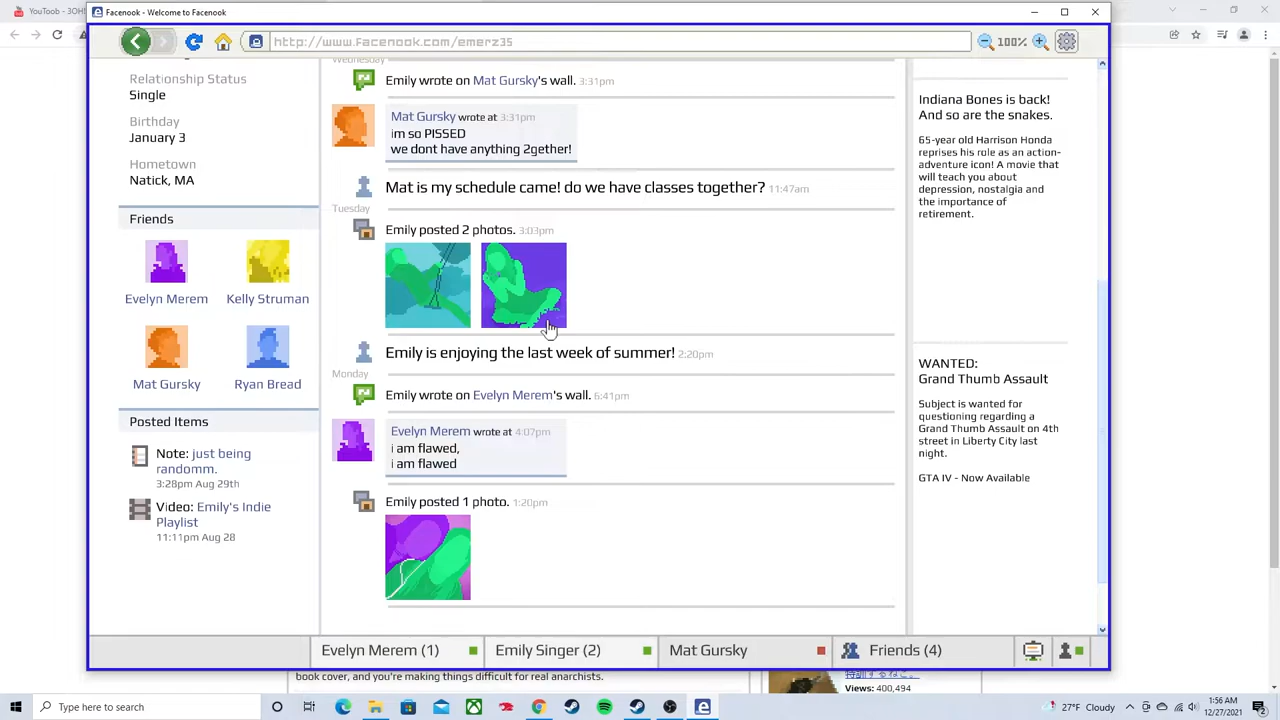 YouToob - 3OH!
Facenook - Welcome to Facenook
http://www.facenook.com/emerz35
100%
Relationship Status
Single
Birthday
January 3
Hometown
Natick, MA
Friends
Evelyn Merem
Kelly Struman
Mat Gursky
Ryan Bread
Posted Items
Note: just being
randomm.
3:28pm Aug 29th
Video: Emily's Indie
Playlist
11:11pm Aug 28
Wednesday
Emily wrote on Mat Gursky's wall. 3:31pm
Mat Gursky wrote at 3:31pm
im so PISSED
we dont have anything 2gether!
Mat is my schedule came! do we have classes together? 11:47am
Tuesday
Emily posted 2 photos. 3:03pm
Emily is enjoying the last week of summer! 2:20pm
Monday
Emily wrote on Evelyn Merem's wall. 6:41pm
Evelyn Merem wrote at 4:07pm
i am flawed,
i am flawed
Emily posted 1 photo. 1:20pm
Indiana Bones is back!
And so are the snakes.
65-year old Harrison Honda
reprises his role as an action-
adventure icon! A movie that
will teach you about
depression, nostalgia and
the importance of
retirement.
WANTED:
Grand Thumb Assault
Subject is wanted for
questioning regarding a
Grand Thumb Assault on 4th
street in Liberty City last
night.
GTA IV - Now Available
Evelyn Merem (1)
Emily Singer (2)
Mat Gursky
Friends (4)
book cover, and you're making things difficult for real anarchists.
Views: 400,494
Type here to search
27°F Cloudy
1:56 AM
12/27/2021